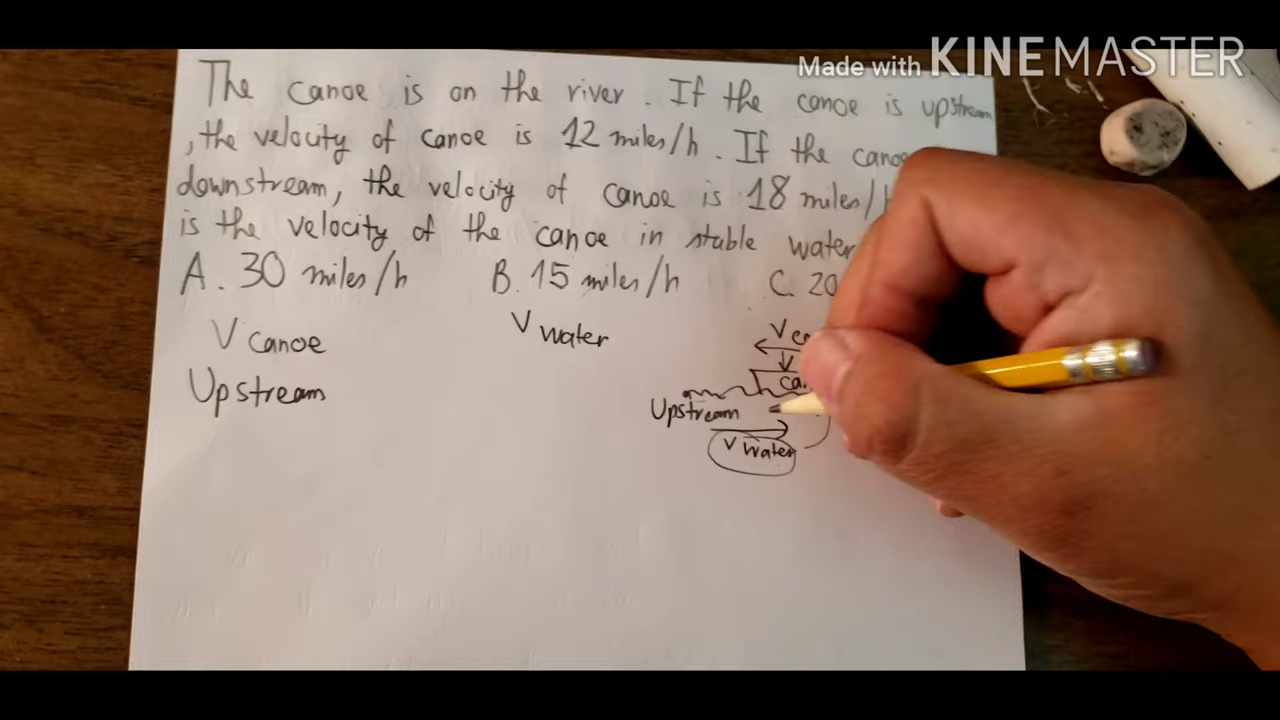 Made with KINEMASTER
The canoe is on the river. If the canoe is upstream
, the velocity of canoe is 12 miles/h. If the canoe
downstream, the velocity of canoe is 18 miles/h
is the velocity of the canoe in stable water
A. 30 miles/h B. 15 miles/h C. 20
V canoe V water
Upstream
Upstream
V water